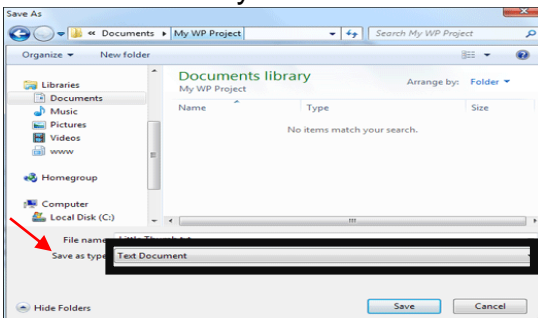 Save As
« Documents ▸ My WP Project
Search My WP Project
Organize
New folder
Libraries
Documents
Music
Pictures
Videos
www
Homegroup
Computer
Local Disk (C:)
Documents library
My WP Project
Arrange by: Folder
Name Type Size
No items match your search.
File name
Save as type Text Document
Hide Folders
Save
Cancel